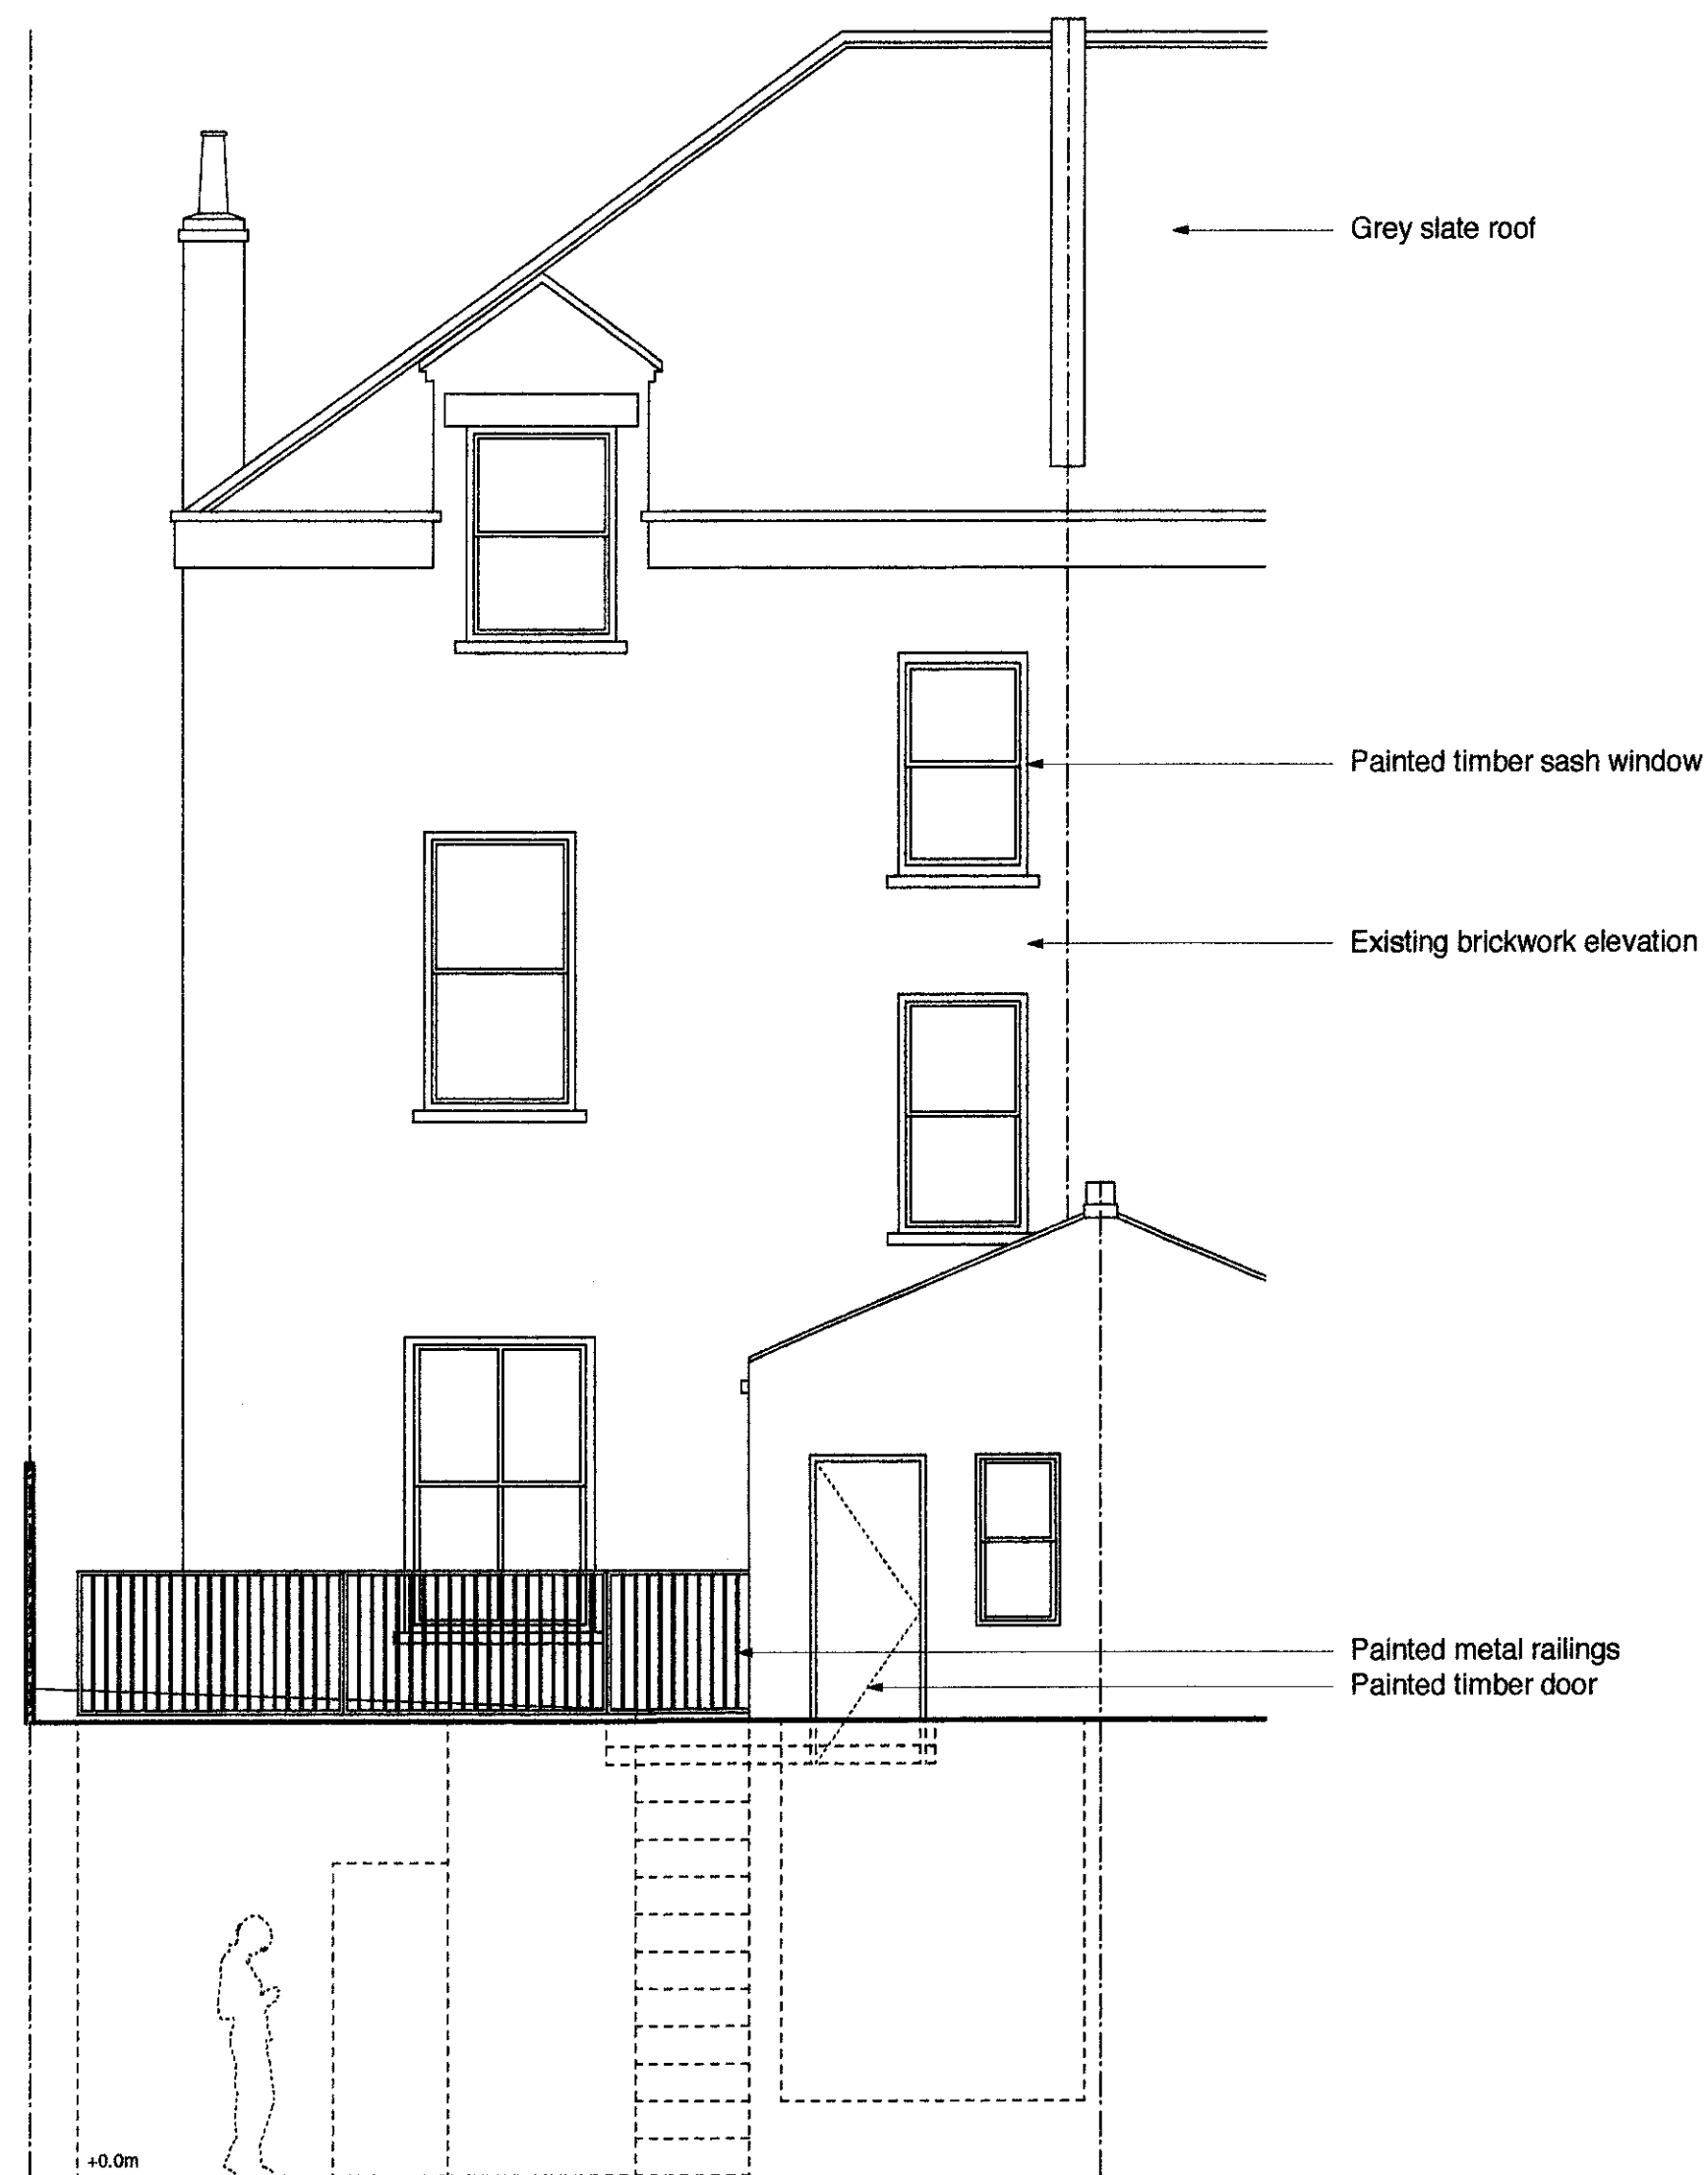 Grey slate roof
Painted timber sash window
Existing brickwork elevation
Painted metal railings
Painted timber door
+0.0m